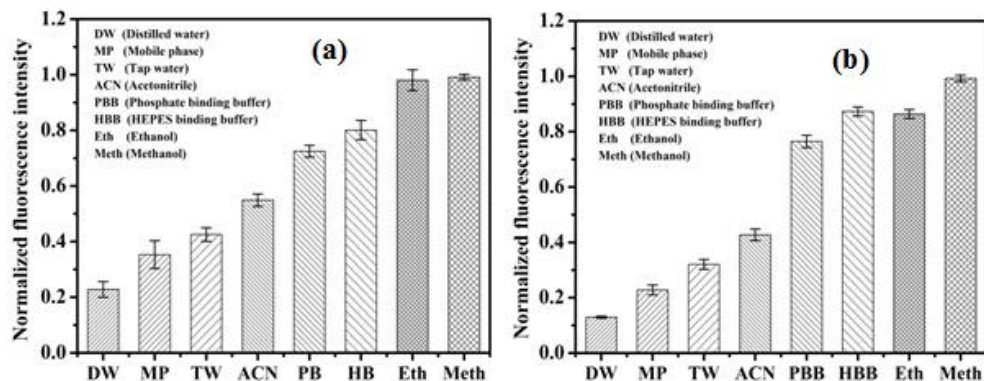 Normalized fluorescence intensity
1.2
1.0
0.8
0.6
0.4
0.2
0.0
DW (Distilled water)
MP (Mobile phase)
TW (Tap water)
ACN (Acetonitrile)
PBB (Phosphate binding buffer)
HBB (HEPES binding buffer)
Eth (Ethanol)
Meth (Methanol)
(a)
DW MP TW ACN PB HB Eth Meth
Normalized fluorescence intensity
1.2
1.0
0.8
0.6
0.4
0.2
0.0
DW (Distilled water)
MP (Mobile phase)
TW (Tap water)
ACN (Acetonitrile)
PBB (Phosphate binding buffer)
HBB (HEPES binding buffer)
Eth (Ethanol)
Meth (Methanol)
(b)
DW MP TW ACN PBB HBB Eth Meth